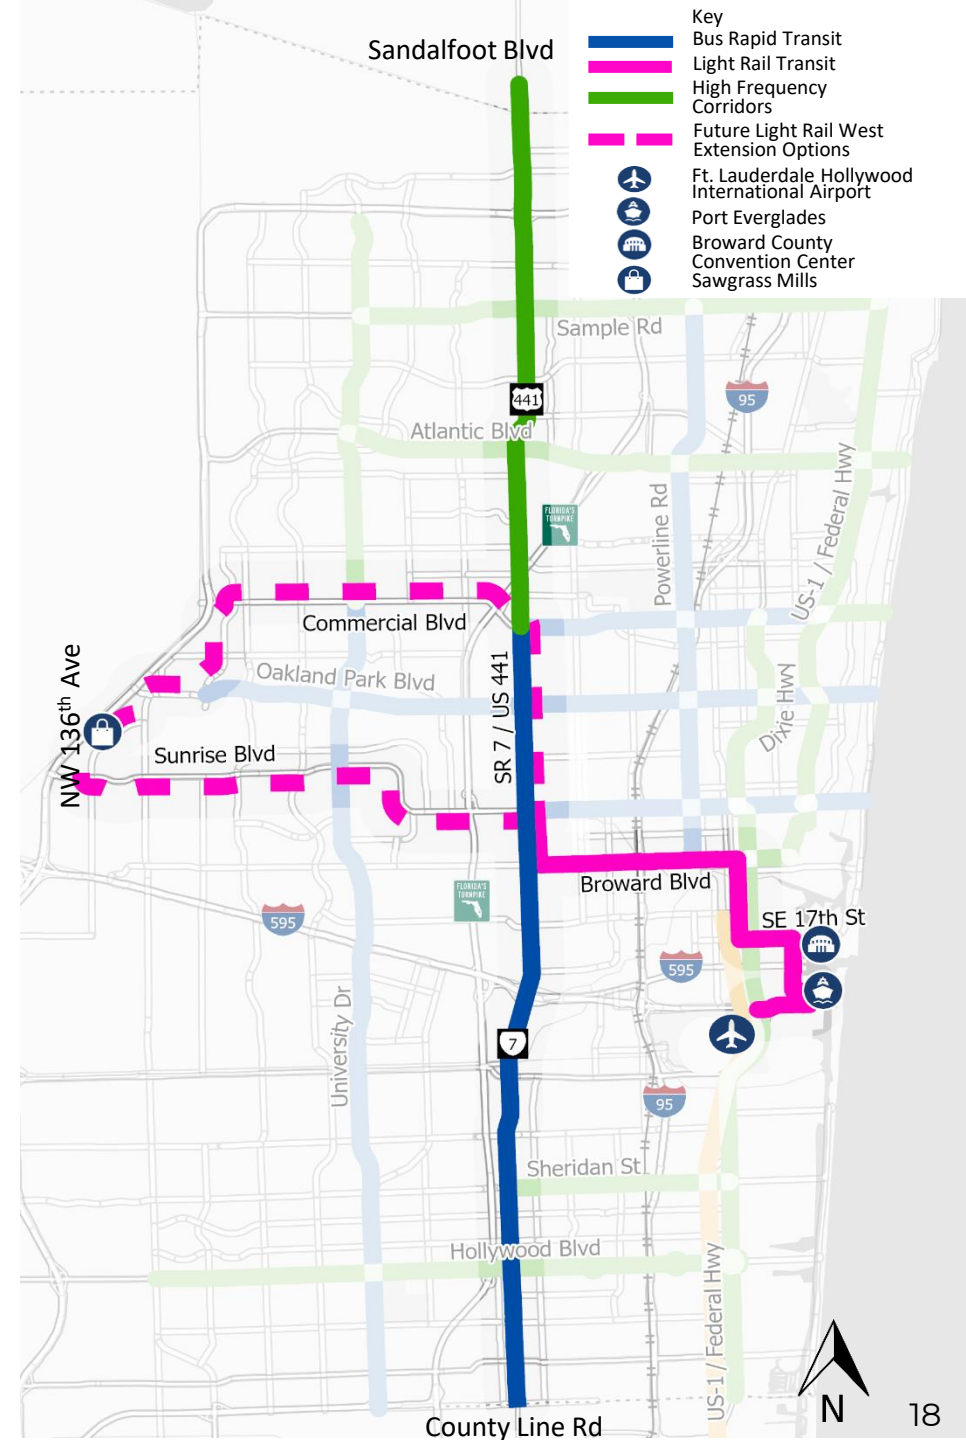 Key
Bus Rapid Transit
Light Rail Transit
High Frequency
Corridors
Future Light Rail West
Extension Options
Ft. Lauderdale Hollywood
International Airport
Port Everglades
Broward County
Convention Center
Sawgrass Mills
Sandalfoot Blvd
Sample Rd
441
95
Atlantic Blvd
FLORIDA'S
TURNPIKE
Powerline Rd
US-1 / Federal Hwy
Commercial Blvd
Oakland Park Blvd
SR 7 / US 441
Dixie Hwy
NW 136th Ave
Sunrise Blvd
Broward Blvd
FLORIDA'S
TURNPIKE
595
SE 17th St
595
University Dr
7
95
Sheridan St
Hollywood Blvd
US-1 / Federal Hwy
County Line Rd
N
18